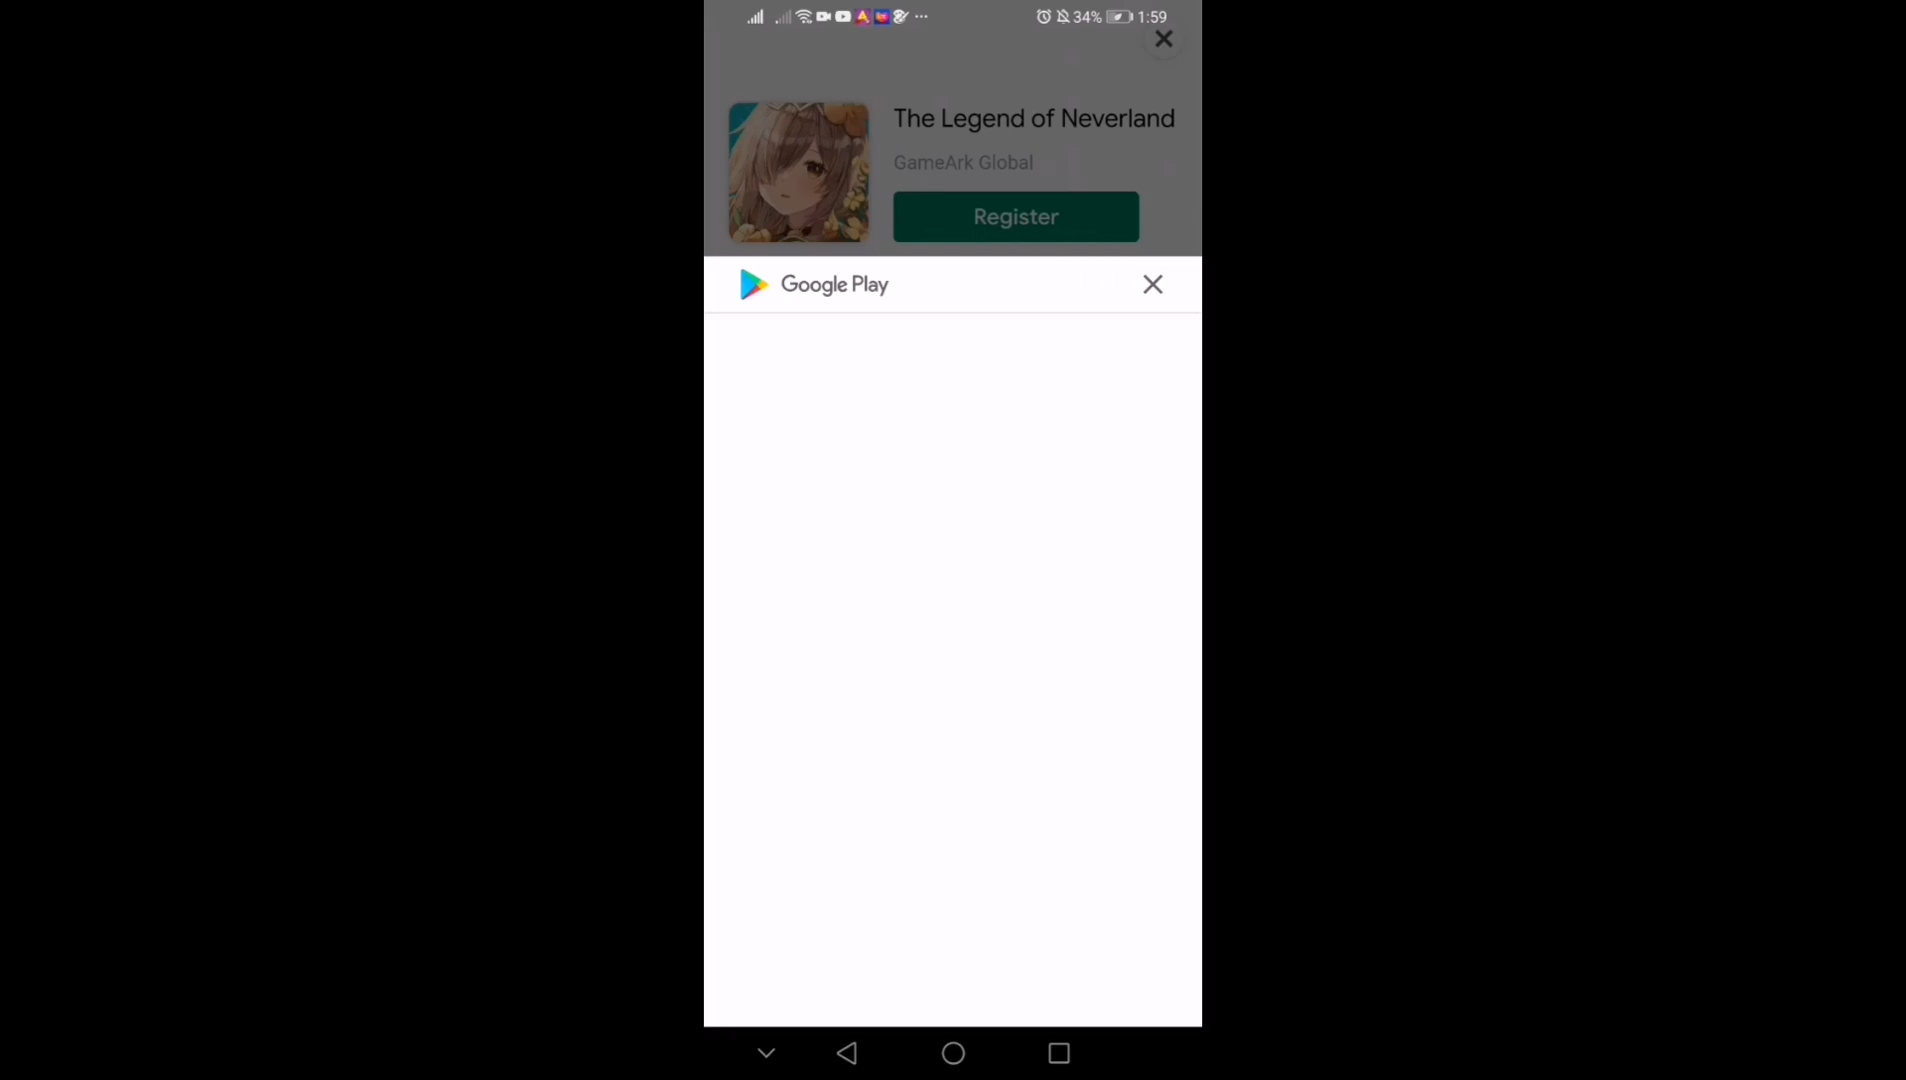 34% 1:59
The Legend of Neverland
GameArk Global
Register
Google Play